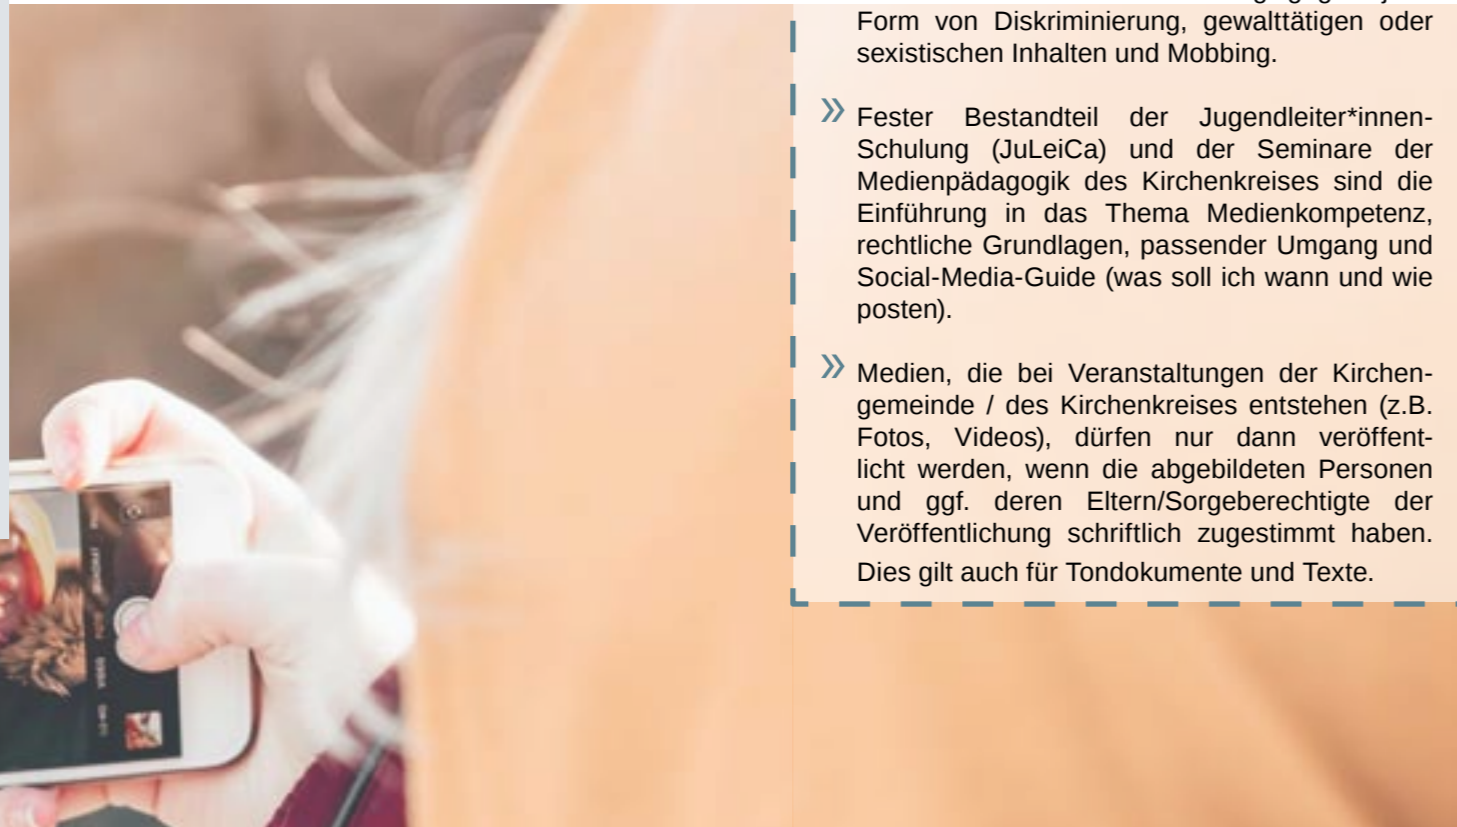 Form von Diskriminierung, gewalttätigen oder
sexistischen Inhalten und Mobbing.
» Fester Bestandteil der Jugendleiter*innen-
Schulung (JuLeiCa) und der Seminare der
Medienpädagogik des Kirchenkreises sind die
Einführung in das Thema Medienkompetenz,
rechtliche Grundlagen, passender Umgang und
Social-Media-Guide (was soll ich wann und wie
posten).
» Medien, die bei Veranstaltungen der Kirchen-
gemeinde / des Kirchenkreises entstehen (z.B.
Fotos, Videos), dürfen nur dann veröffent-
licht werden, wenn die abgebildeten Personen
und ggf. deren Eltern/Sorgeberechtigte der
Veröffentlichung schriftlich zugestimmt haben.
Dies gilt auch für Tondokumente und Texte.
VIDEO